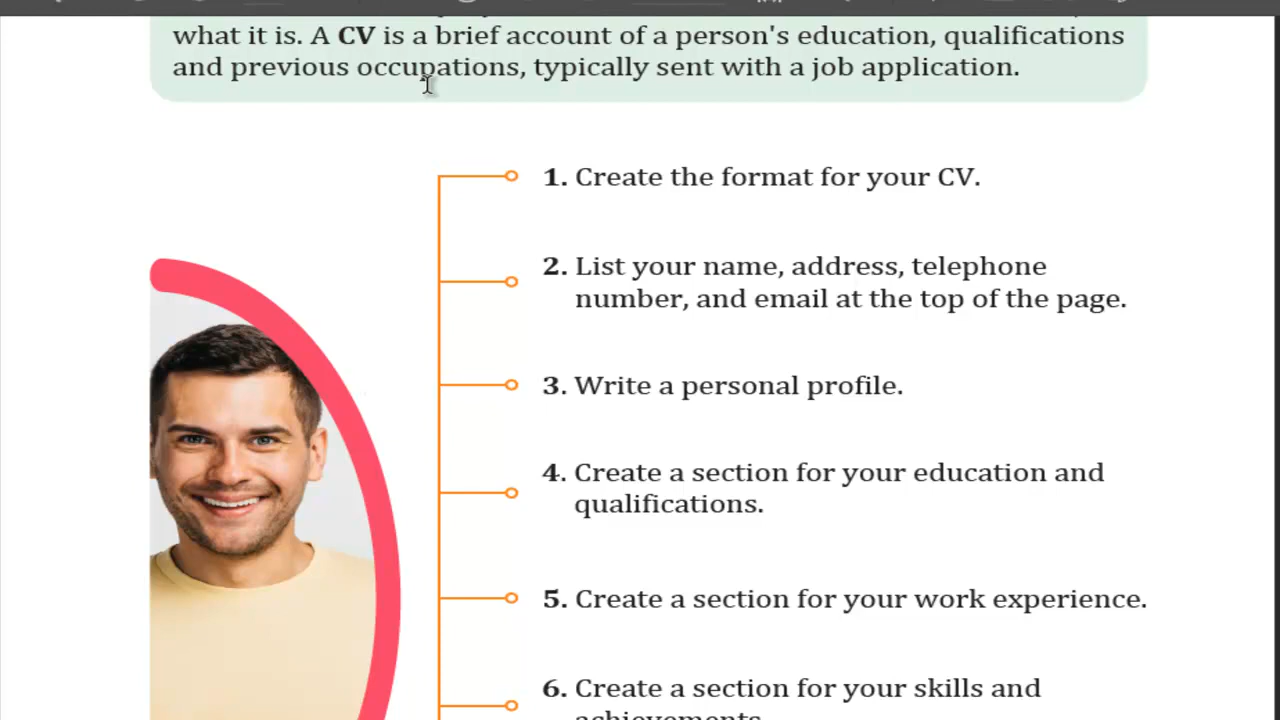 what it is. A CV is a brief account of a person's education, qualifications
and previous occupations, typically sent with a job application.
1. Create the format for your CV.
2. List your name, address, telephone
number, and email at the top of the page.
3. Write a personal profile.
4. Create a section for your education and
qualifications.
5. Create a section for your work experience.
6. Create a section for your skills and
achievements.